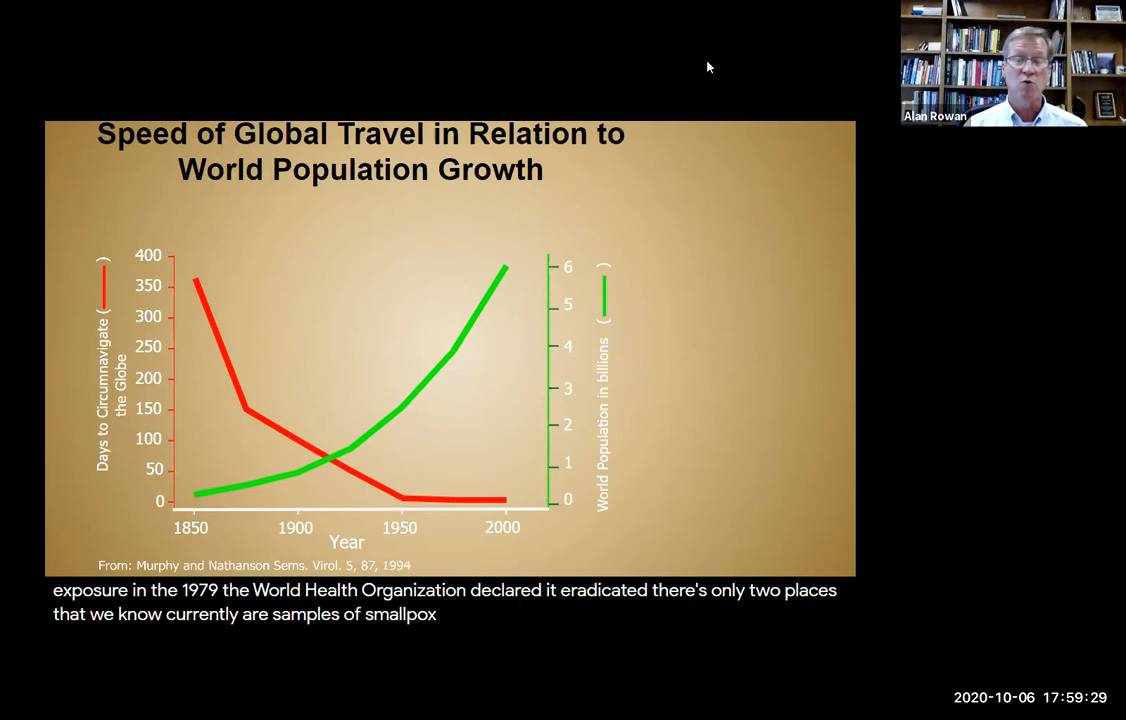 Alan Rowan
Speed of Global Travel in Relation to
World Population Growth
Days to Circumnavigate ( )
the Globe
400
350
300
250
200
150
100
50
0
6
5
4
3
2
1
0
World Population in billions ( )
1850 1900 1950 2000
Year
From: Murphy and Nathanson Sems. Virol. 5, 87, 1994
exposure in the 1979 the World Health Organization declared it eradicated there's only two places
that we know currently are samples of smallpox
2020-10-06 17:59:29